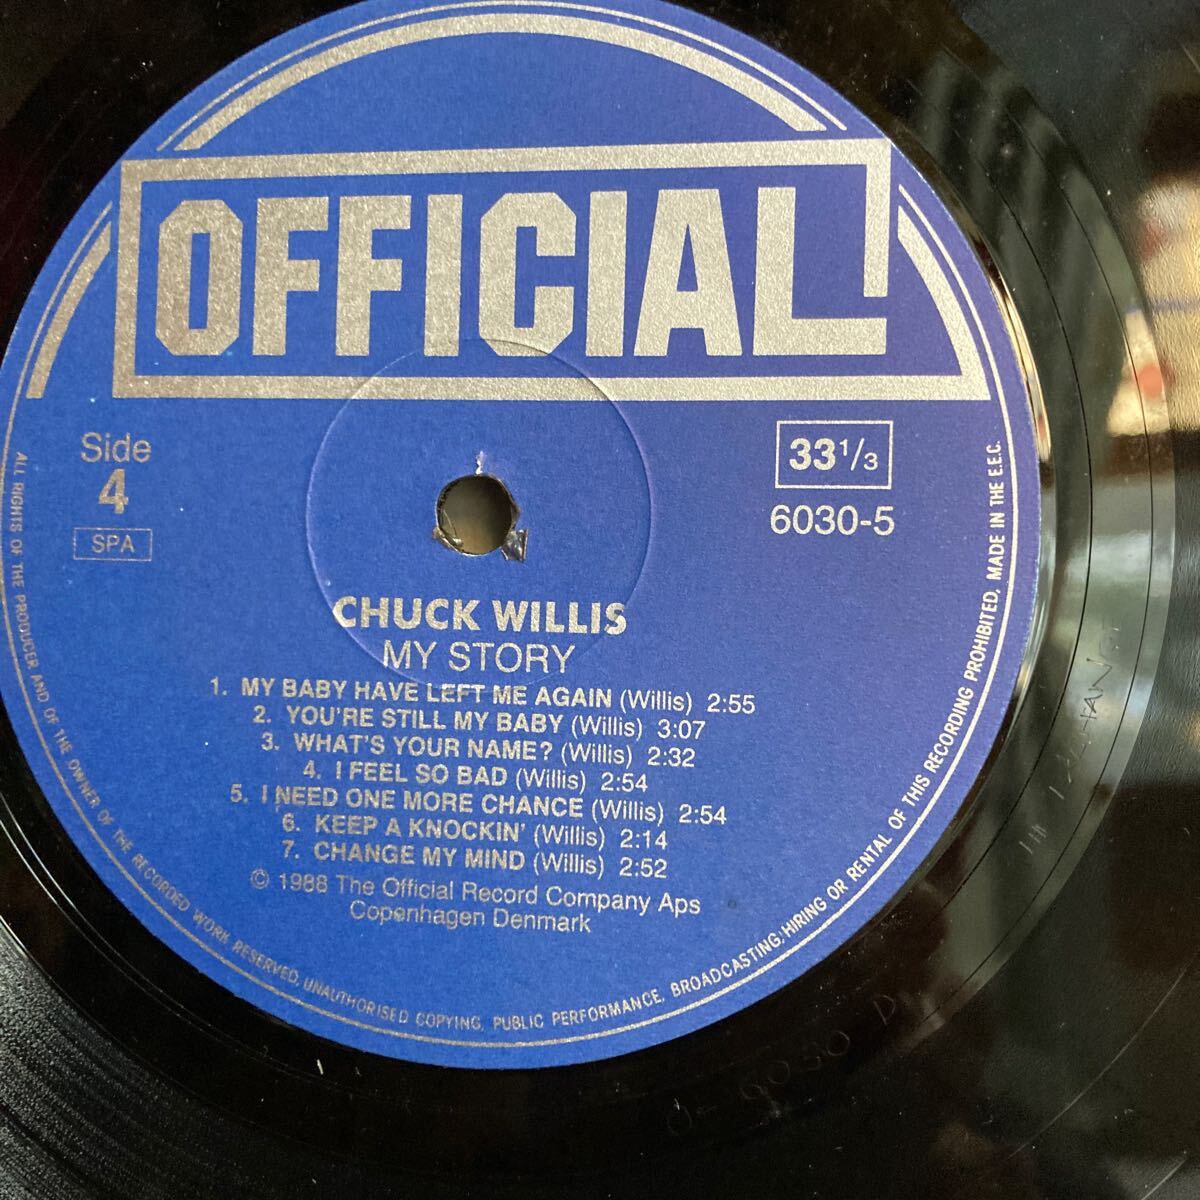 OFFICIAL
Side
4
SPA
33 1/3
6030-5
CHUCK WILLIS
MY STORY
1. MY BABY HAVE LEFT ME AGAIN (Willis) 2:55
2. YOU'RE STILL MY BABY (Willis) 3:07
3. WHAT'S YOUR NAME? (Willis) 2:32
4. I FEEL SO BAD (Willis) 2:54
5. I NEED ONE MORE CHANCE (Willis) 2:54
6. KEEP A KNOCKIN' (Willis) 2:14
7. CHANGE MY MIND (Willis) 2:52
© 1988 The Official Record Company Aps
Copenhagen Denmark
ALL RIGHTS OF THE PRODUCER AND OF THE OWNER OF THE RECORDED WORK RESERVED, UNAUTHORISED COPYING, PUBLIC PERFORMANCE, BROADCASTING, HIRING OR RENTAL OF THIS RECORDING PROHIBITED, MADE IN THE E.E.C.